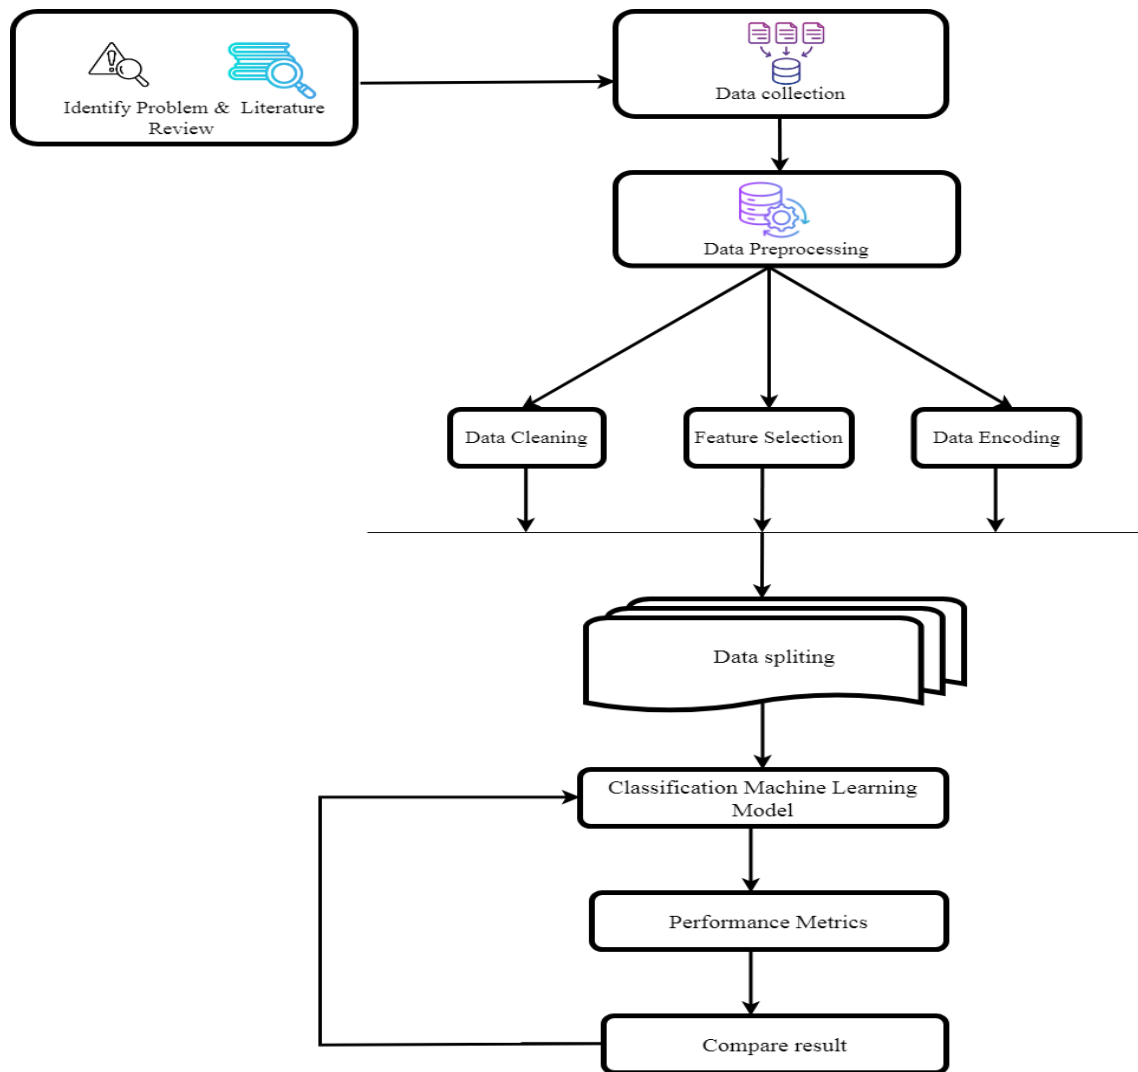 Identify Problem & Literature
Review
Data collection
Data Preprocessing
Data Cleaning
Feature Selection
Data Encoding
Data spliting
Classification Machine Learning
Model
Performance Metrics
Compare result